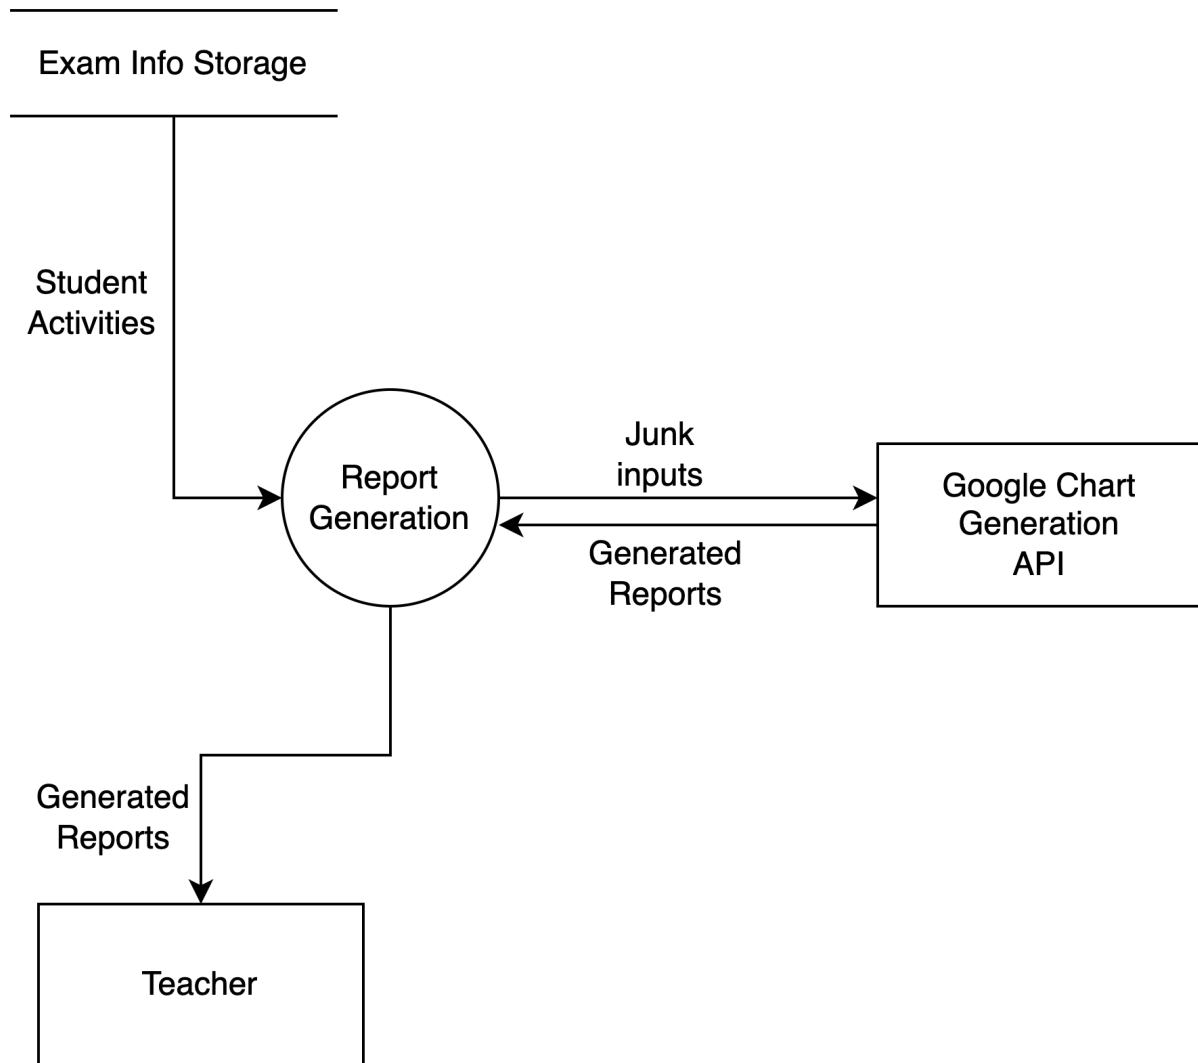 Exam Info Storage
Student
Activities
Report
Generation
Junk
inputs
Generated
Reports
Google Chart
Generation
API
Generated
Reports
Teacher